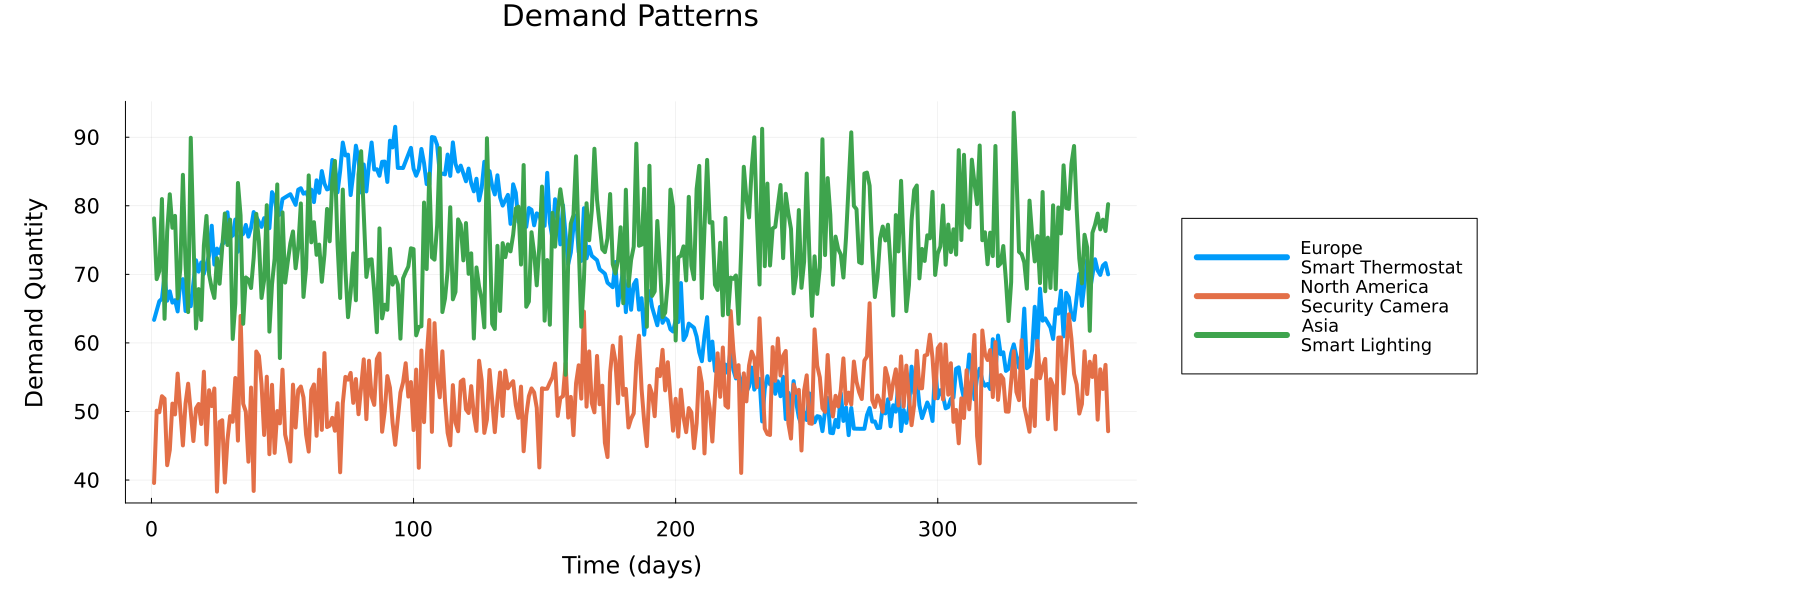 Demand Patterns
Demand Quantity
90
80
70
60
50
40
0
100
200
300
Time (days)
Europe
Smart Thermostat
North America
Security Camera
Asia
Smart Lighting